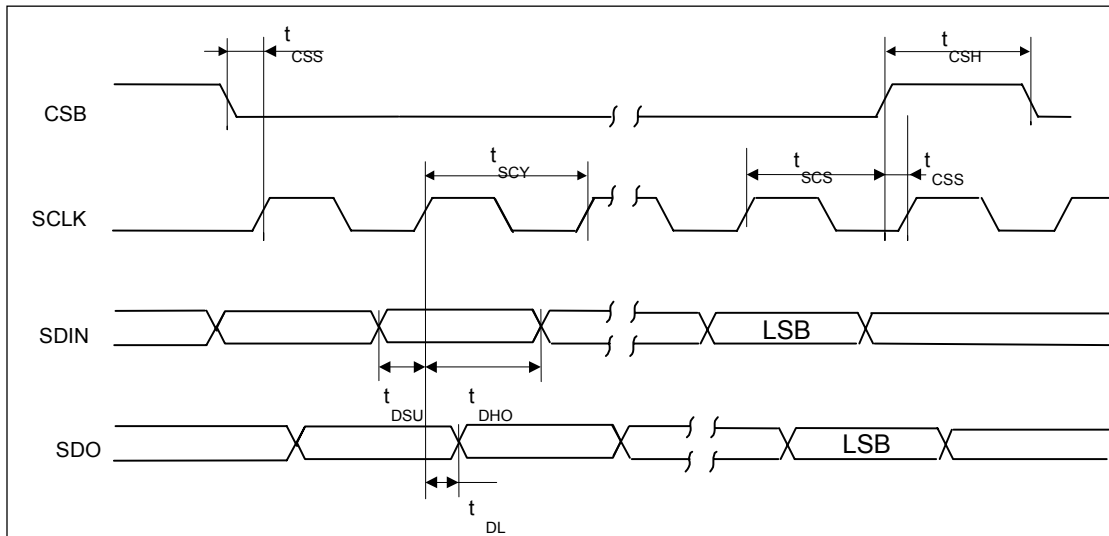 t CSS
t CSH
CSB
t SCY
t SCS
t CSS
SCLK
SDIN
LSB
t DSU
t DHO
SDO
LSB
t DL